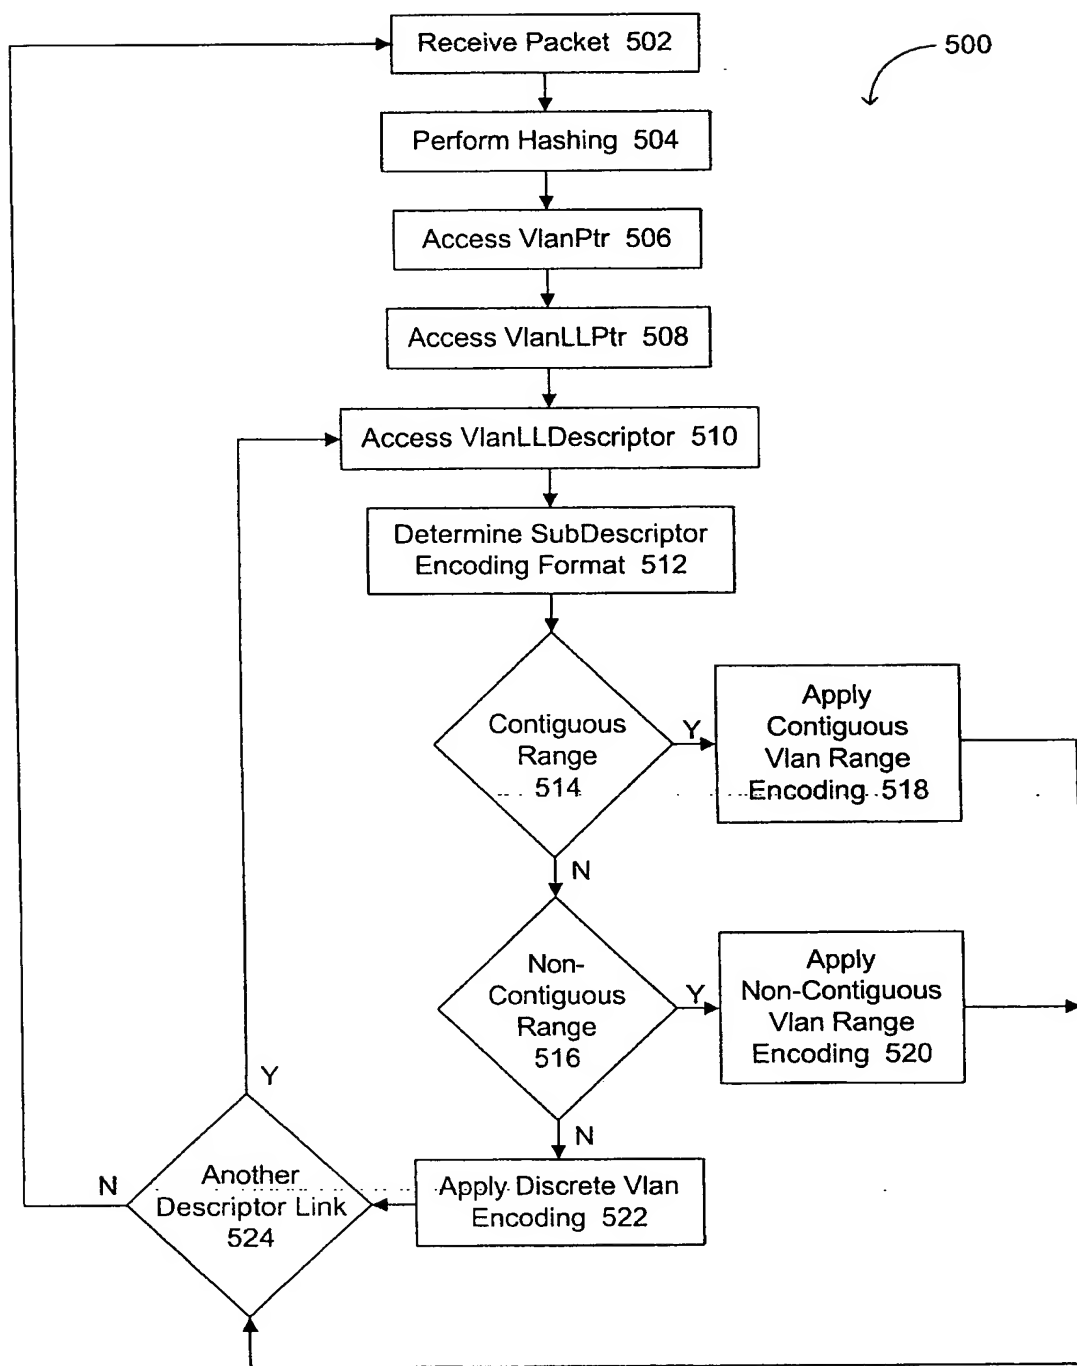 Receive Packet 502
500
Perform Hashing 504
Access VlanPtr 506
Access VlanLLPtr 508
Access VlanLLDescriptor 510
Determine SubDescriptor
Encoding Format 512
Contiguous
Range
514
Y
Apply
Contiguous
Vlan Range
Encoding 518
N
Non-
Contiguous
Range
516
Y
Apply
Non-Contiguous
Vlan Range
Encoding 520
N
Apply Discrete Vlan
Encoding 522
Another
Descriptor Link
524
Y
N